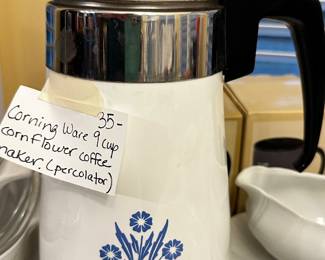 35-
Corning Ware 9 cup
cornflower coffee
maker. (percolator)